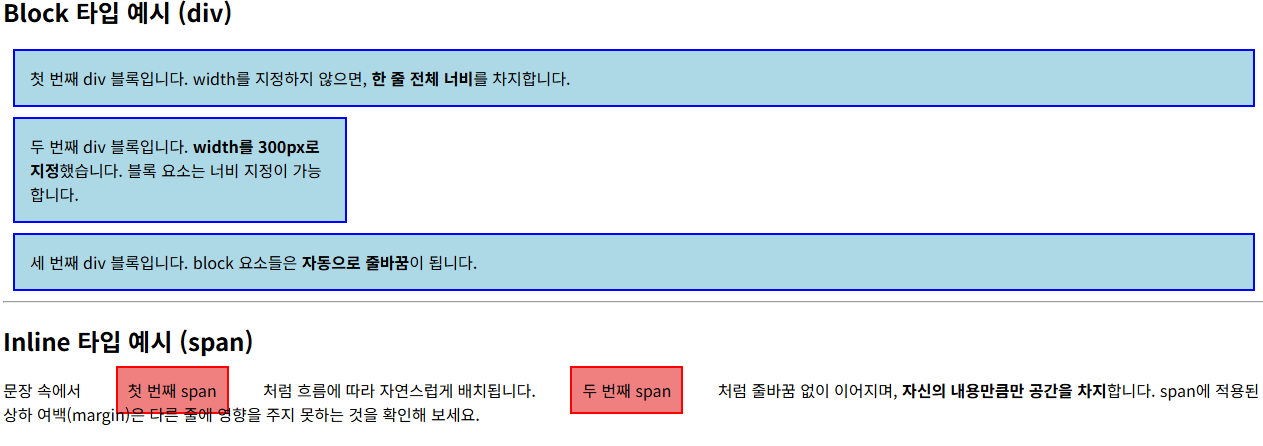 Block 타입 예시 (div)
첫 번째 div 블록입니다. width를 지정하지 않으면, 한 줄 전체 너비를 차지합니다.
두 번째 div 블록입니다. width를 300px로
지정했습니다. 블록 요소는 너비 지정이 가능
합니다.
세 번째 div 블록입니다. block 요소들은 자동으로 줄바꿈이 됩니다.
Inline 타입 예시 (span)
문장 속에서 첫 번째 span 처럼 흐름에 따라 자연스럽게 배치됩니다. 두 번째 span 처럼 줄바꿈 없이 이어지며, 자신의 내용만큼만 공간을 차지합니다. span에 적용된
상하 여백(margin)은 다른 줄에 영향을 주지 못하는 것을 확인해 보세요.